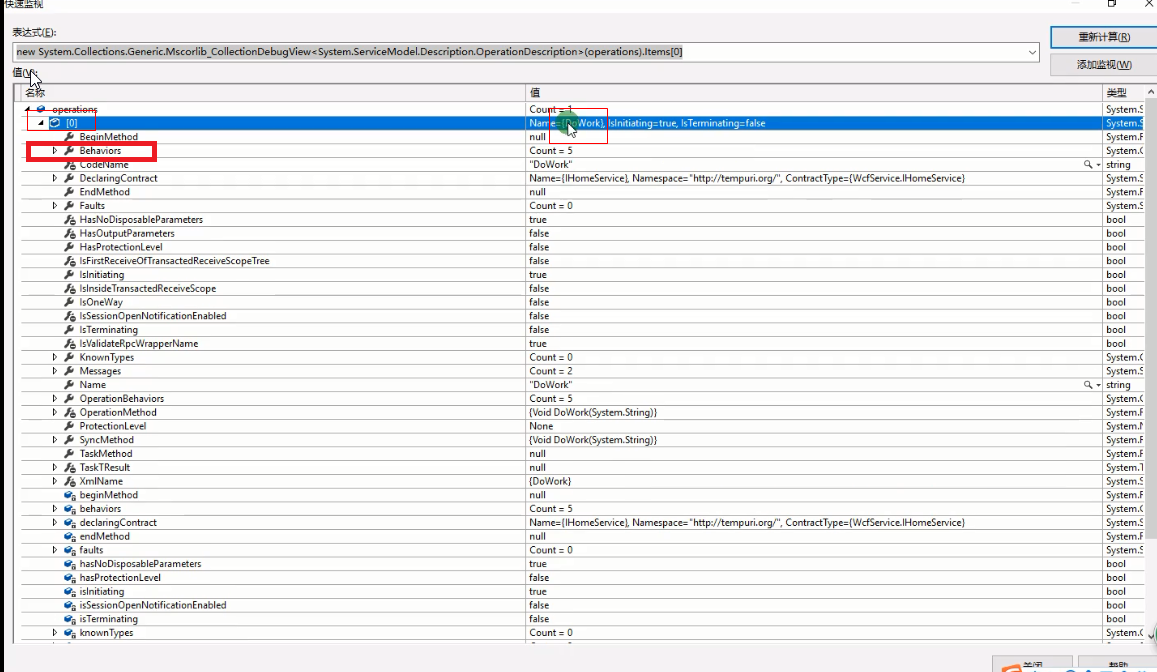 快速监视
表达式(E):
new System.Collections.Generic.Mscorlib_CollectionDebugView<System.ServiceModel.Description.OperationDescription>(operations).Items[0]
重新计算(R)
添加监视(W)
值(V):
名称 值 类型
operations Count = 1 System.S
[0] Name={DoWork}, IsInitiating=true, IsTerminating=false System.S
BeginMethod null System.F
Behaviors Count = 5 System.C
CodeName "DoWork" string
DeclaringContract Name={IHomeService}, Namespace="http://tempuri.org/", ContractType={WcfService.IHomeService} System.S
EndMethod null System.F
Faults Count = 0 System.S
HasNoDisposableParameters true bool
HasOutputParameters false bool
HasProtectionLevel false bool
IsFirstReceiveOfTransactedReceiveScopeTree false bool
IsInitiating true bool
IsInsideTransactedReceiveScope false bool
IsOneWay false bool
IsSessionOpenNotificationEnabled false bool
IsTerminating false bool
IsValidateRpcWrapperName true bool
KnownTypes Count = 0 System.C
Messages Count = 2 System.S
Name "DoWork" string
OperationBehaviors Count = 5 System.C
OperationMethod {Void DoWork(System.String)} System.F
ProtectionLevel None System.N
SyncMethod {Void DoWork(System.String)} System.F
TaskMethod null System.F
TaskTResult null System.T
XmlName {DoWork} System.S
beginMethod null System.F
behaviors Count = 5 System.C
declaringContract Name={IHomeService}, Namespace="http://tempuri.org/", ContractType={WcfService.IHomeService} System.S
endMethod null System.F
faults Count = 0 System.S
hasNoDisposableParameters true bool
hasProtectionLevel false bool
isInitiating true bool
isSessionOpenNotificationEnabled false bool
isTerminating false bool
knownTypes Count = 0 System.C
关闭 帮助